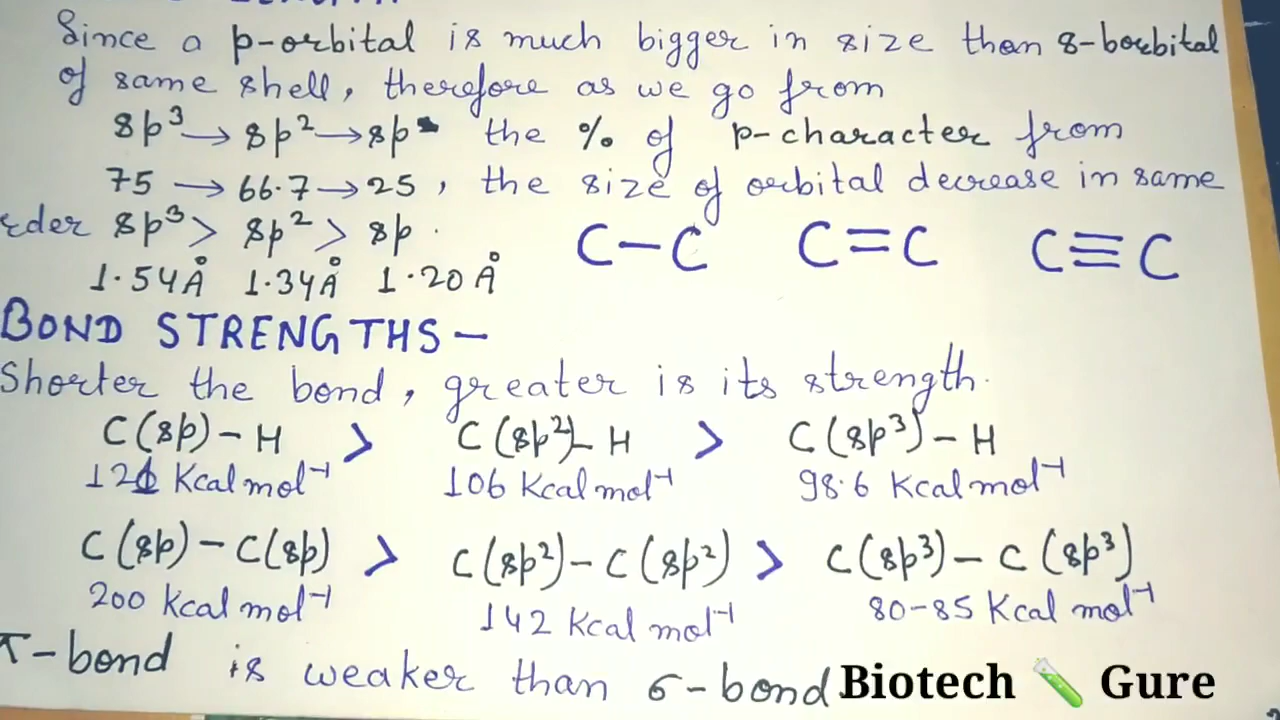 Since a p-orbital is much bigger in size than s-borbital
of same shell, therefore as we go from
sp³ → sp² → sp the % of p-character from
75 → 66.7 → 25, the size of orbital decrease in same
rder sp³ > sp² > sp.
1.54Å 1.34Å 1.20Å C−C C=C C≡C
BOND STRENGTHS −
Shorter the bond, greater is its strength.
C(sp)−H > C(sp²)−H > C(sp³)−H
121 Kcal mol⁻¹ 106 Kcal mol⁻¹ 98.6 Kcal mol⁻¹
C(sp)−C(sp) > C(sp²)−C(sp²) > C(sp³)−C(sp³)
200 Kcal mol⁻¹ 142 Kcal mol⁻¹ 80-85 Kcal mol⁻¹
π-bond is weaker than σ-bond.
Biotech Gure